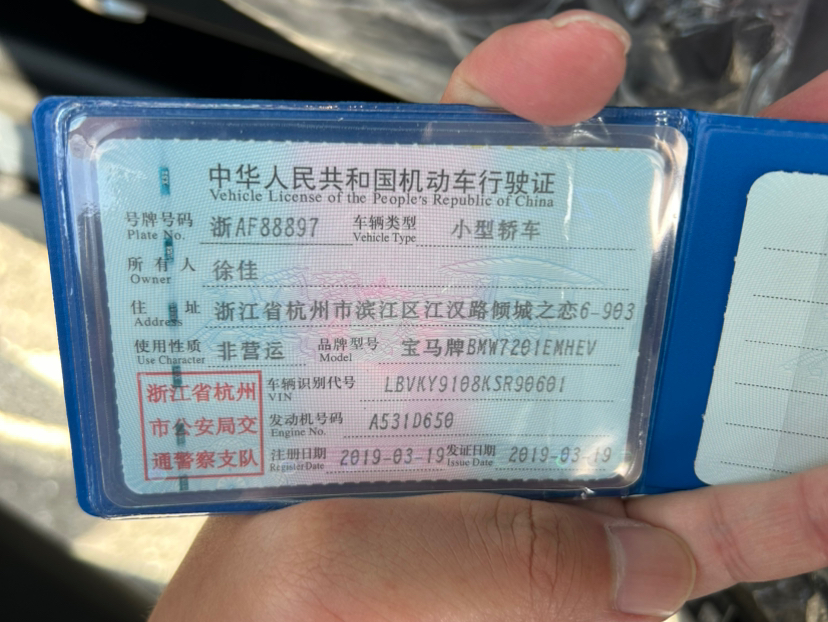 中华人民共和国机动车行驶证
Vehicle License of the People's Republic of China
号牌号码 浙AF88897 车辆类型 小型轿车
Plate No. Vehicle Type
所有人 徐佳
Owner
住址 浙江省杭州市滨江区江汉路倾城之恋6-903
Address
使用性质 非营运 品牌型号 宝马牌BMW7201EMHEV
Use Character Model
浙江省杭州 车辆识别代号 LBVKY9108KSR90601
VIN
市公安局交 发动机号码 A531D650
Engine No.
通警察支队 注册日期 2019-03-19 发证日期 2019-03-19
Register Date Issue Date